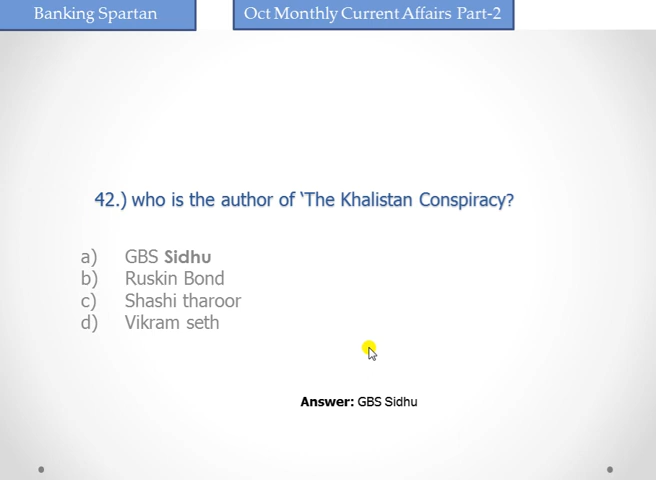 Banking Spartan
Oct Monthly Current Affairs Part-2
42.) who is the author of ‘The Khalistan Conspiracy?
a) GBS Sidhu
b) Ruskin Bond
c) Shashi tharoor
d) Vikram seth
Answer: GBS Sidhu